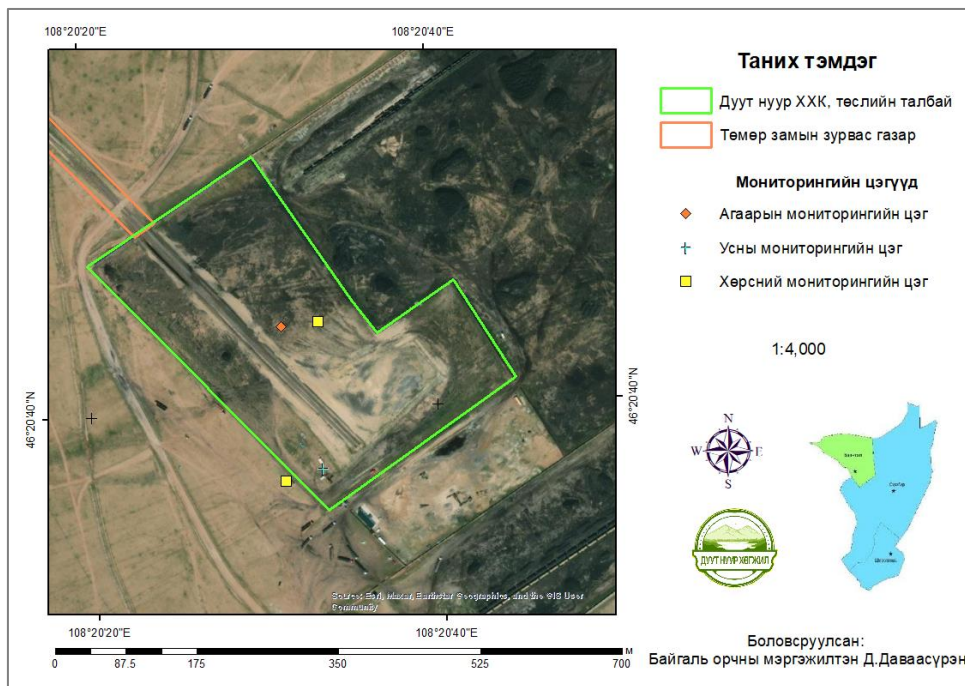 108°20'20"E
108°20'40"E
46°20'40"N
46°20'40"N
108°20'20"E
108°20'40"E
Source: Esri, Maxar, Earthstar Geographics, and the GIS User
Community
0 87.5 175 350 525 700 м
Таних тэмдэг
Дуут нуур ХХК, төслийн талбай
Төмөр замын зурвас газар
Мониторингийн цэгүүд
Агаарын мониторингийн цэг
Усны мониторингийн цэг
Хөрсний мониторингийн цэг
1:4,000
N
W E
S
ДУУТ НУУР ХӨГЖИЛ
Боловсруулсан:
Байгаль орчны мэргэжилтэн Д.Даваасүрэн